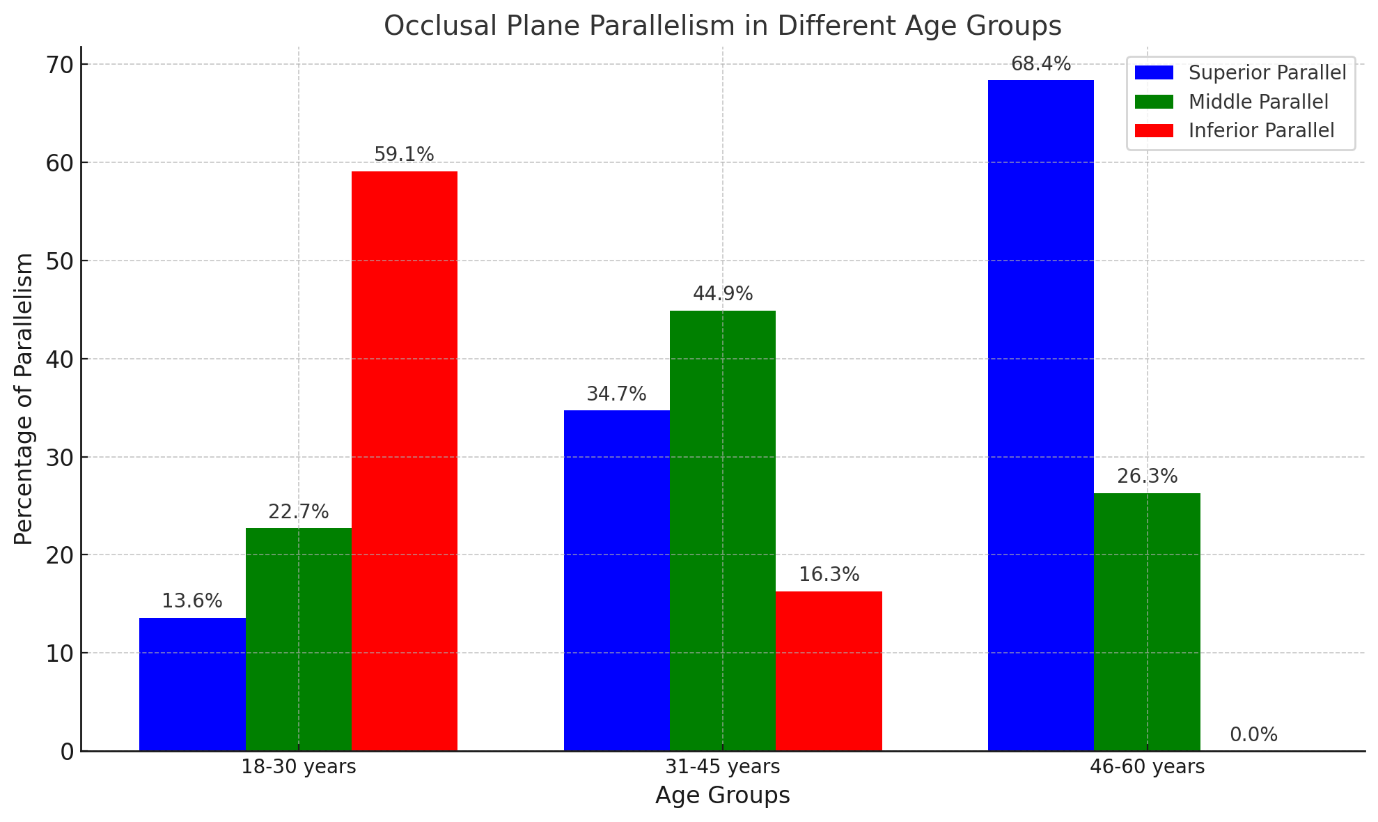 Occlusal Plane Parallelism in Different Age Groups
Superior Parallel
Middle Parallel
Inferior Parallel
Percentage of Parallelism
70
60
50
40
30
20
10
0
13.6%
22.7%
59.1%
34.7%
44.9%
16.3%
68.4%
26.3%
0.0%
18-30 years
31-45 years
46-60 years
Age Groups